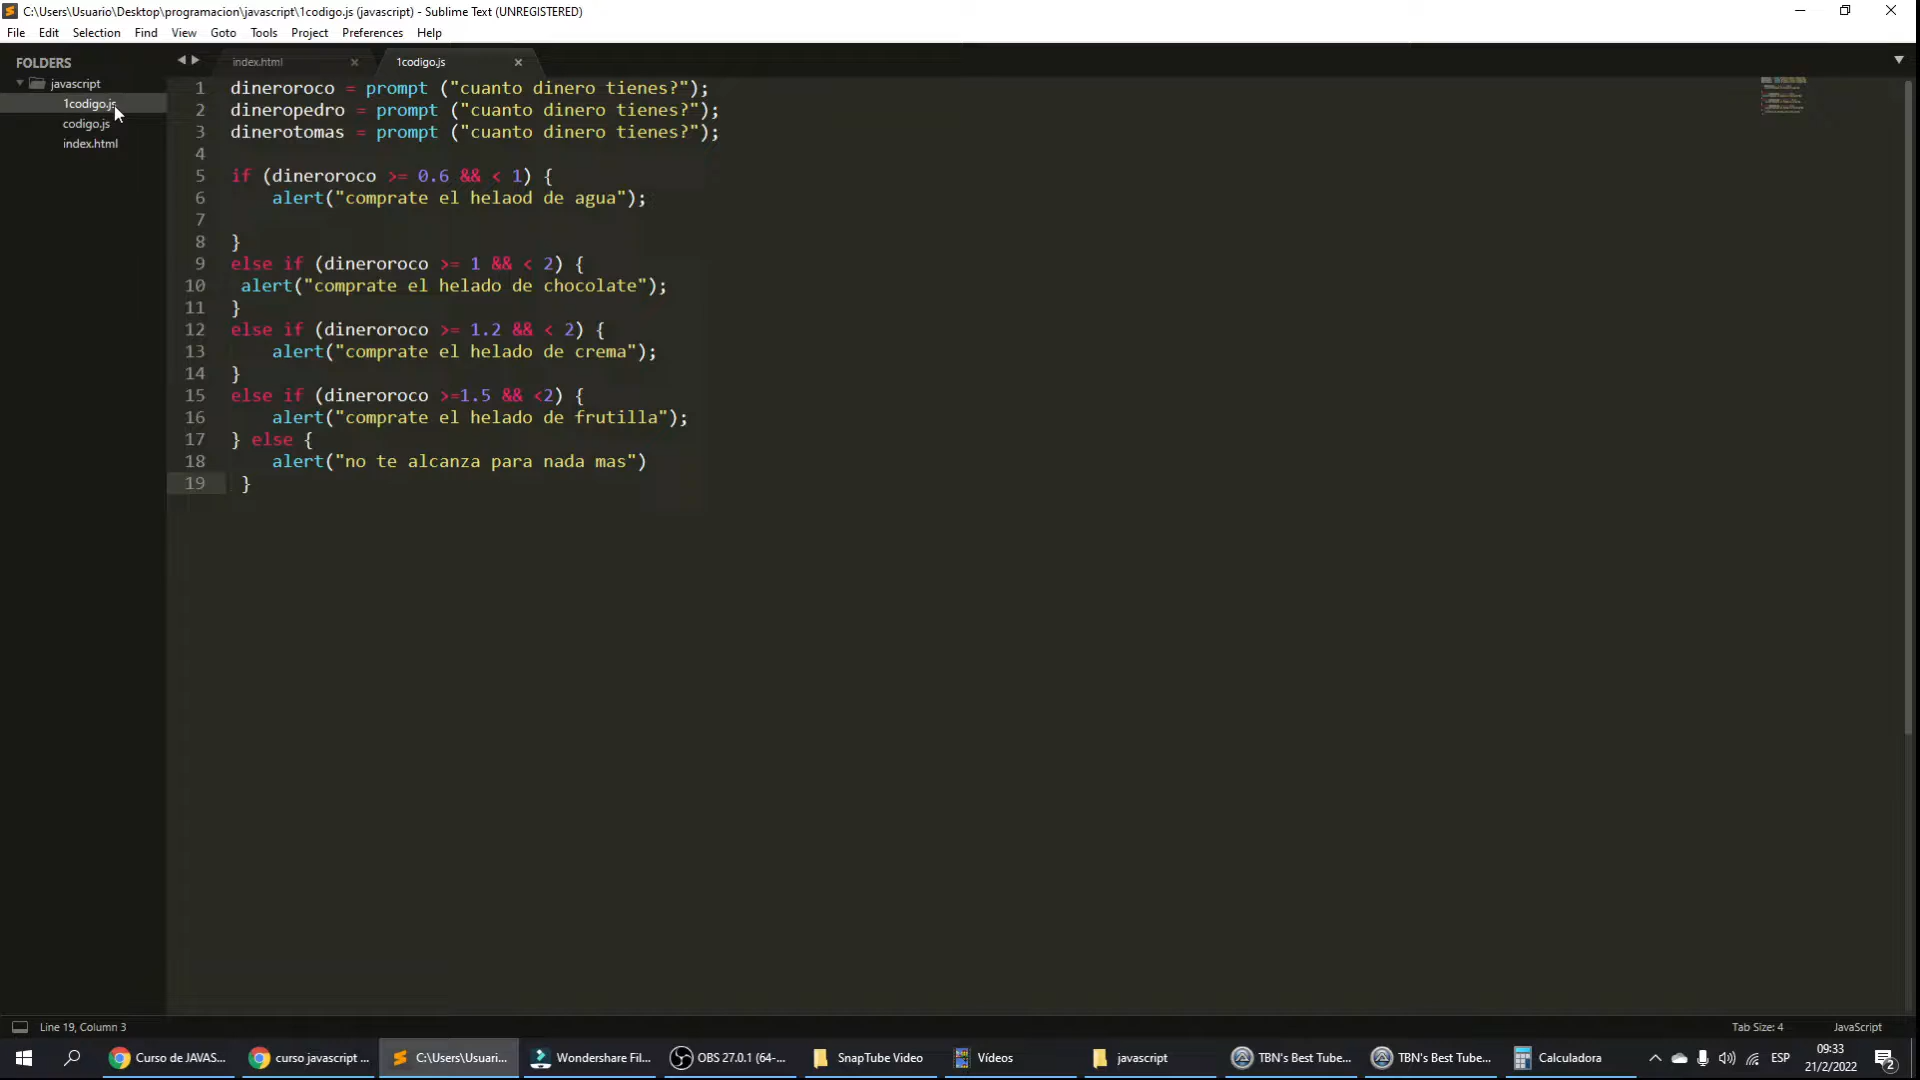 C:\Users\Usuario\Desktop\programacion\javascript\1codigo.js (javascript) - Sublime Text (UNREGISTERED)
File Edit Selection Find View Goto Tools Project Preferences Help
FOLDERS
javascript
1codigo.js
codigo.js
index.html
index.html 1codigo.js
1 dineroroco = prompt ("cuanto dinero tienes?");
2 dineropedro = prompt ("cuanto dinero tienes?");
3 dinerotomas = prompt ("cuanto dinero tienes?");
4
5 if (dineroroco >= 0.6 && < 1) {
6 alert("comprate el helaod de agua");
7
8 }
9 else if (dineroroco >= 1 && < 2) {
10 alert("comprate el helado de chocolate");
11 }
12 else if (dineroroco >= 1.2 && < 2) {
13 alert("comprate el helado de crema");
14 }
15 else if (dineroroco >=1.5 && <2) {
16 alert("comprate el helado de frutilla");
17 } else {
18 alert("no te alcanza para nada mas")
19 }
Line 19, Column 3 Tab Size: 4 JavaScript
Curso de JAVAS... curso javascript ... C:\Users\Usuari... Wondershare Fil... OBS 27.0.1 (64-... SnapTube Video Vídeos javascript TBN's Best Tube... TBN's Best Tube... Calculadora ESP 09:33
21/2/2022 2